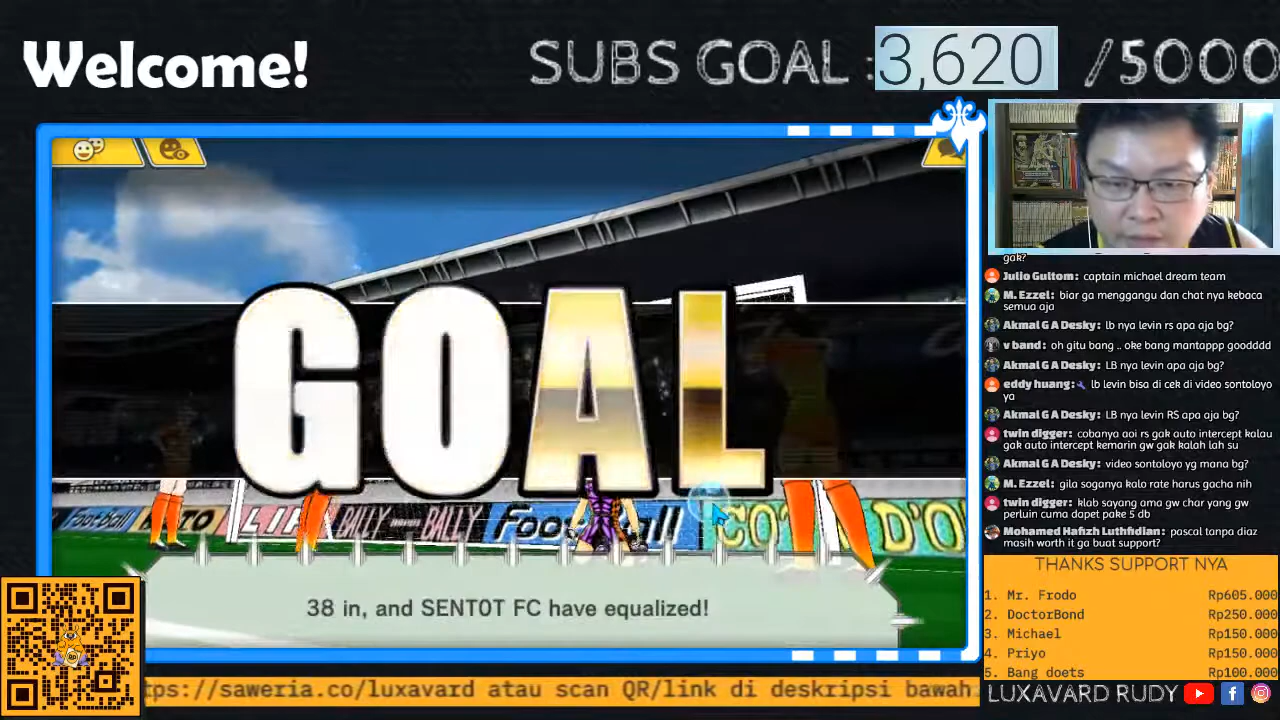 Welcome!
SUBS GOAL :3,620 /5000
GOAL
Football
LIFE
BILLY BALLY
Football
D'O
38 in, and SENT0T FC have equalized!
gak?
Julio Gultom: captain michael dream team
M. Ezzel: biar ga menggangu dan chat nya kebaca
semua aja
Akmal G A Desky: lb nya levin rs apa aja bg?
v band: oh gitu bang .. oke bang mantappp goodddd
Akmal G A Desky: LB nya levin apa aja bg?
eddy huang: lb levin bisa di cek di video sontoloyo
ya
Akmal G A Desky: LB nya levin RS apa aja bg?
twin digger: cobanya aoi rs gak auto intercept kalau
gak auto intercept kemarin gw gak kalah lah su
Akmal G A Desky: video sontoloyo yg mana bg?
M. Ezzel: gila soganya kalo rate harus gacha nih
twin digger: klab sayang ama gw char yang gw
perluin cuma dapet pake 5 db
Mohamed Hafizh Luthfidian: pascal tanpa diaz
masih worth it ga buat support?
THANKS SUPPORT NYA
1. Mr. Frodo Rp605.000
2. DoctorBond Rp250.000
3. Michael Rp150.000
4. Priyo Rp150.000
5. Bang doets Rp100.000
tps://saweria.co/luxavard atau scan QR/link di deskripsi bawah
LUXAVARD RUDY